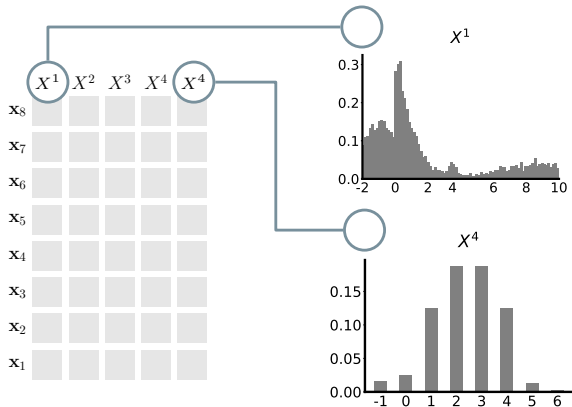 X¹ X² X³ X⁴ X⁴
x₈
x₇
x₆
x₅
x₄
x₃
x₂
x₁
X¹
0.3
0.2
0.1
0.0
-2 0 2 4 6 8 10
X⁴
0.15
0.10
0.05
0.00
-1 0 1 2 3 4 5 6